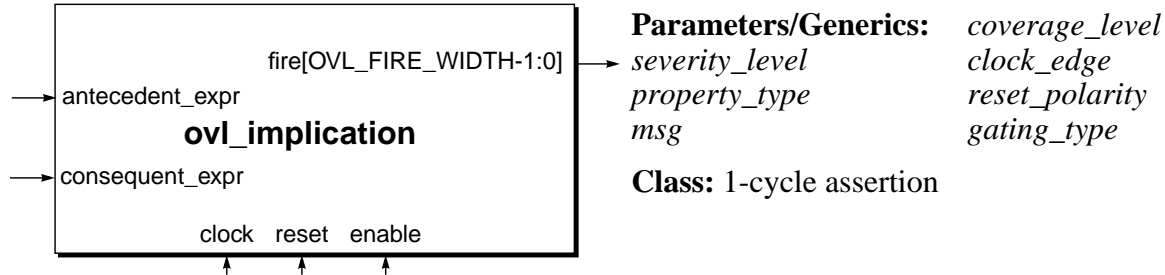 fire[OVL_FIRE_WIDTH-1:0]
antecedent_expr
ovl_implication
consequent_expr
clock reset enable
Parameters/Generics: coverage_level
severity_level clock_edge
property_type reset_polarity
msg gating_type
Class: 1-cycle assertion